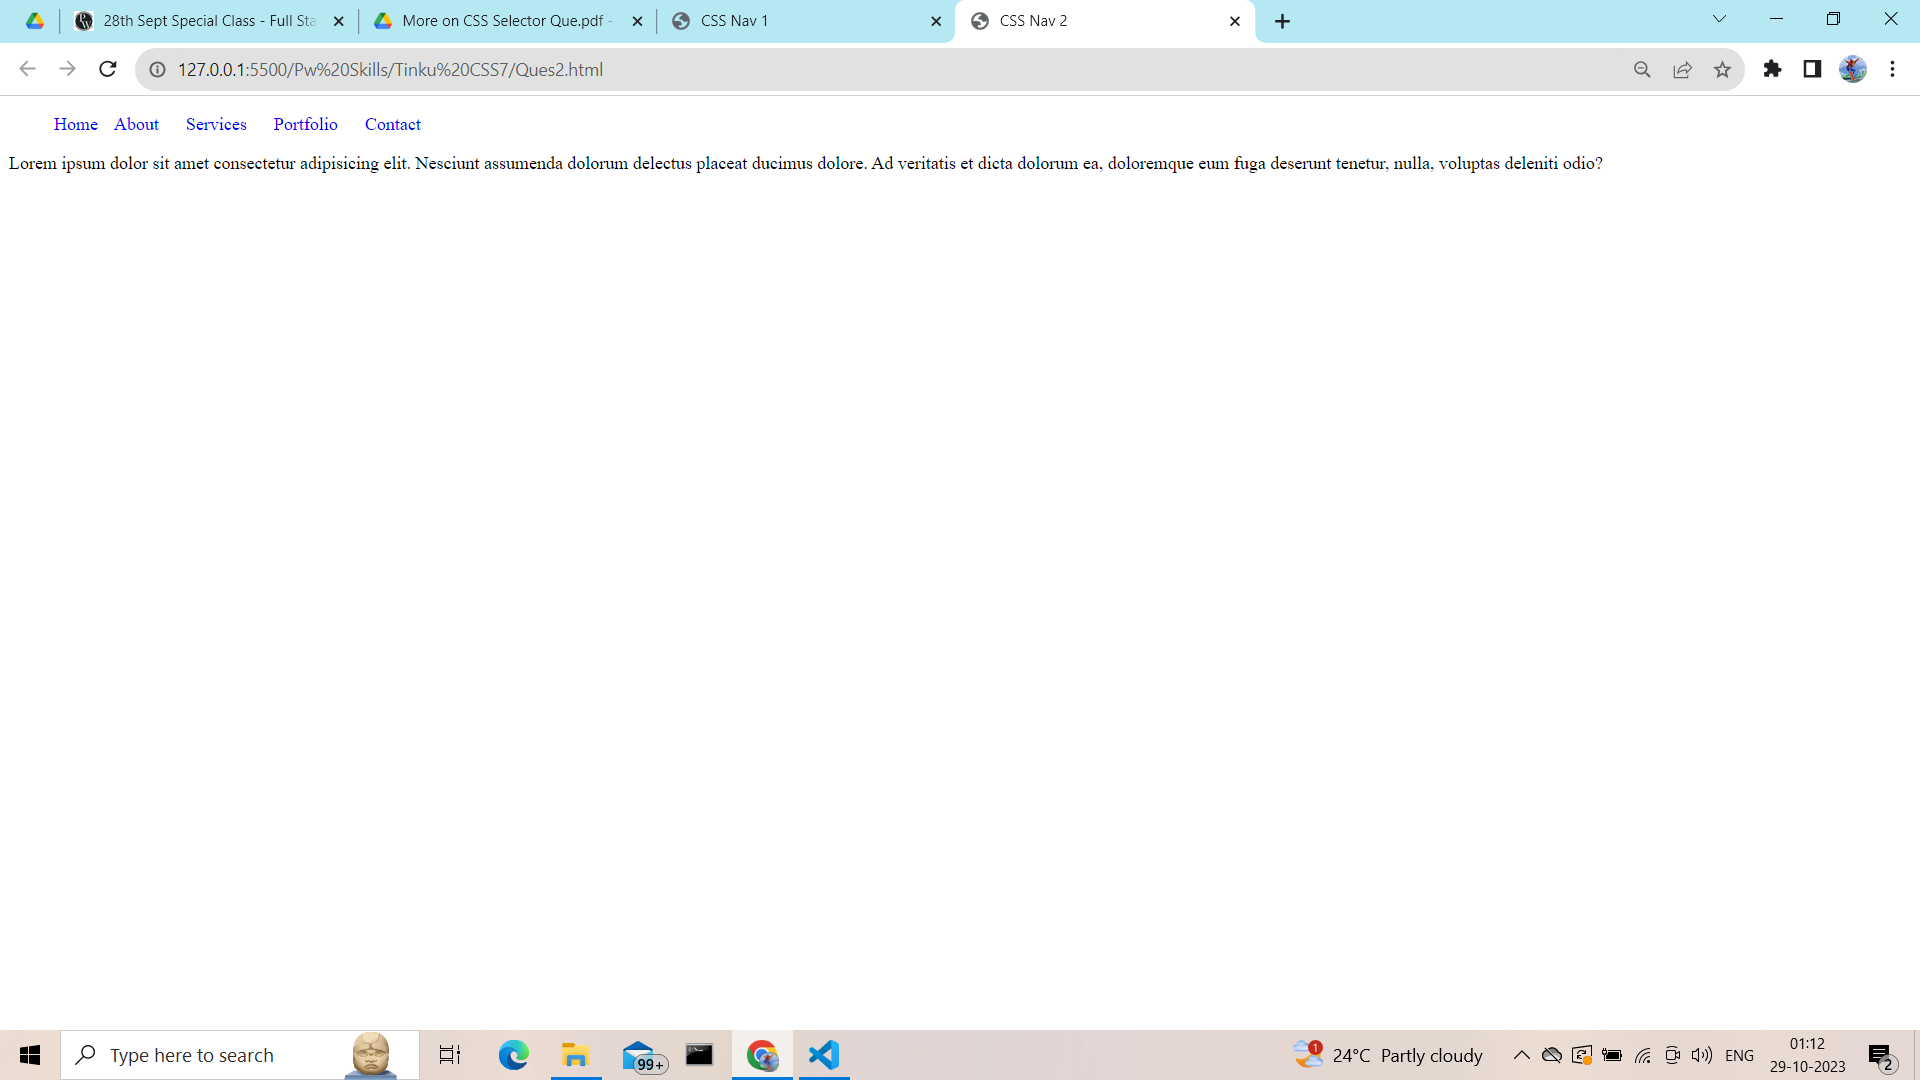 28th Sept Special Class - Full Sta
More on CSS Selector Que.pdf -
CSS Nav 1
CSS Nav 2
127.0.0.1:5500/Pw%20Skills/Tinku%20CSS7/Ques2.html
Home About Services Portfolio Contact
Lorem ipsum dolor sit amet consectetur adipisicing elit. Nesciunt assumenda dolorum delectus placeat ducimus dolore. Ad veritatis et dicta dolorum ea, doloremque eum fuga deserunt tenetur, nulla, voluptas deleniti odio?
Type here to search
99+
1
24°C Partly cloudy
ENG
01:12
29-10-2023
2